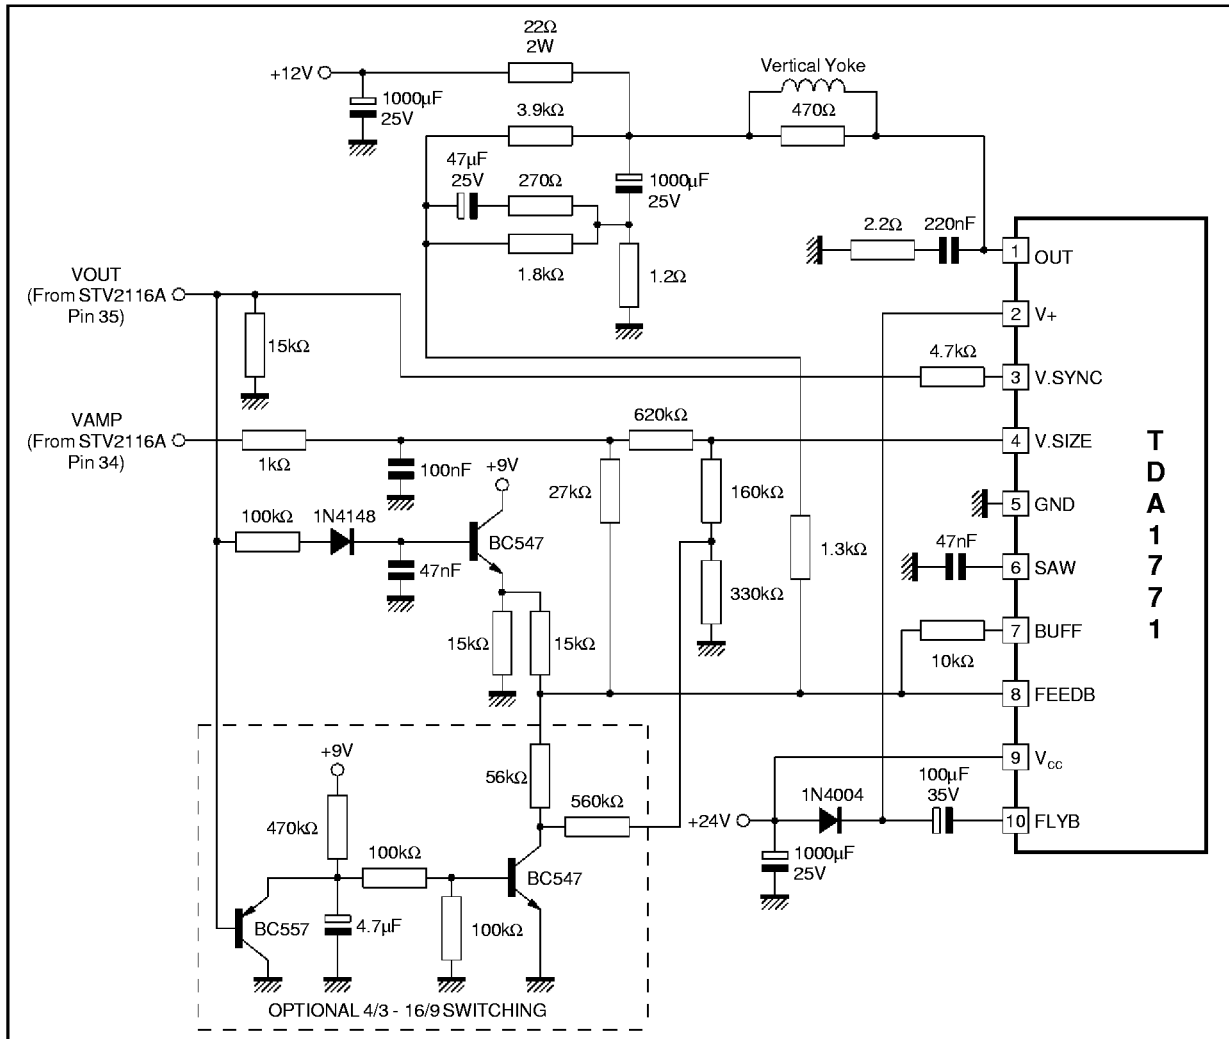 22Ω
2W
+12V
1000µF
25V
Vertical Yoke
470Ω
3.9kΩ
47µF
25V
270Ω
1000µF
25V
1.8kΩ
1.2Ω
2.2Ω
220nF
1 OUT
VOUT
(From STV2116A
Pin 35)
15kΩ
2 V+
4.7kΩ
3 V.SYNC
VAMP
(From STV2116A
Pin 34)
1kΩ
100nF
620kΩ
4 V.SIZE
+9V
27kΩ
160kΩ
5 GND
100kΩ
1N4148
BC547
47nF
1.3kΩ
47nF
6 SAW
330kΩ
15kΩ
15kΩ
7 BUFF
10kΩ
8 FEEDB
TDA1771
+9V
56kΩ
560kΩ
9 VCC
470kΩ
+24V
1N4004
100µF
35V
10 FLYB
1000µF
25V
100kΩ
BC547
BC557
4.7µF
100kΩ
OPTIONAL 4/3 - 16/9 SWITCHING